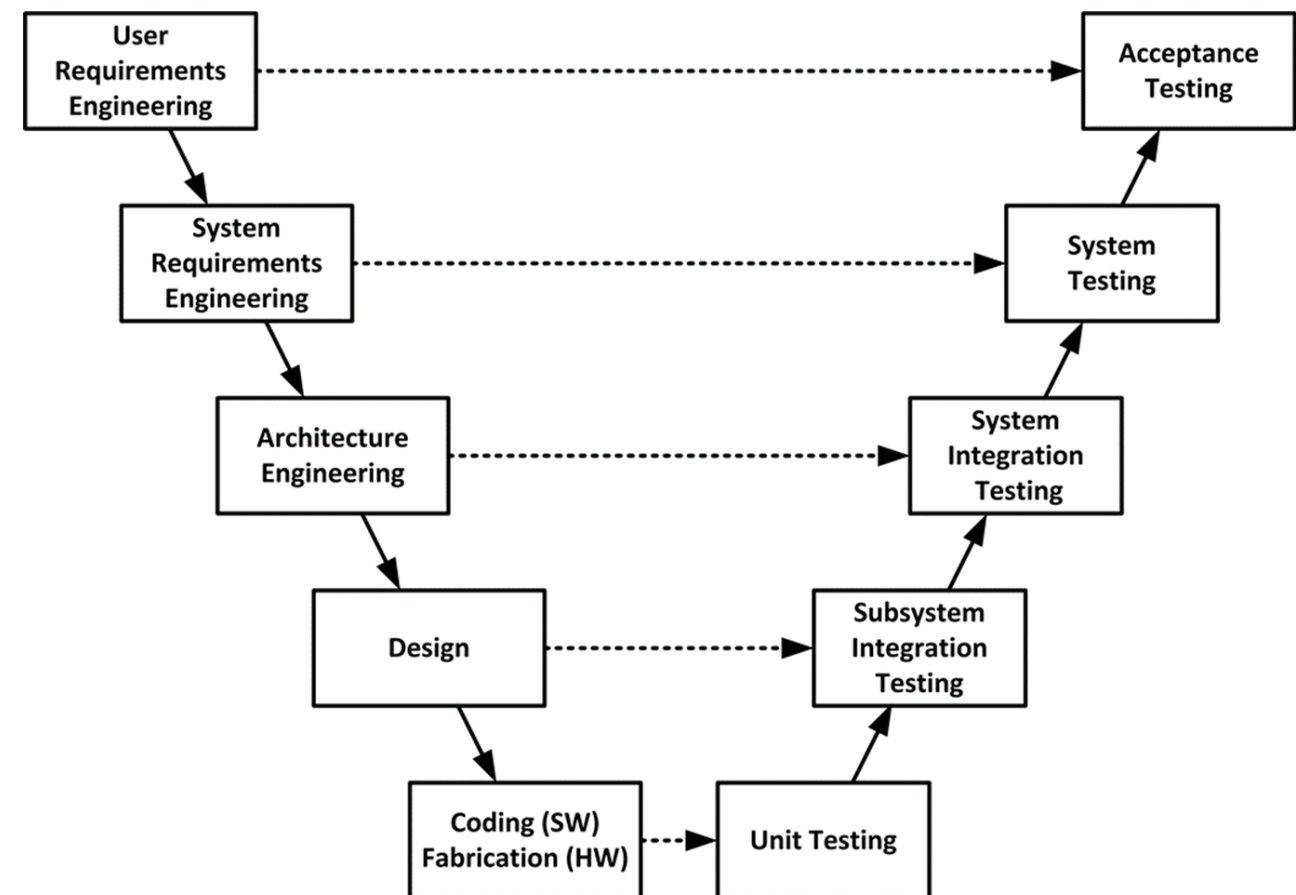 User
Requirements
Engineering
Acceptance
Testing
System
Requirements
Engineering
System
Testing
Architecture
Engineering
System
Integration
Testing
Design
Subsystem
Integration
Testing
Coding (SW)
Fabrication (HW)
Unit Testing